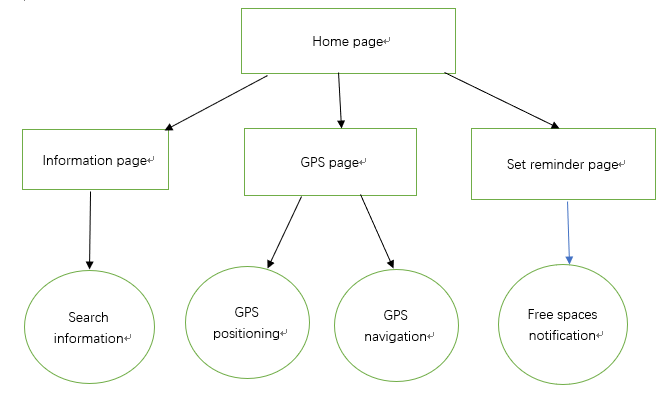 Home page
Information page
GPS page
Set reminder page
Search
information
GPS
positioning
GPS
navigation
Free spaces
notification